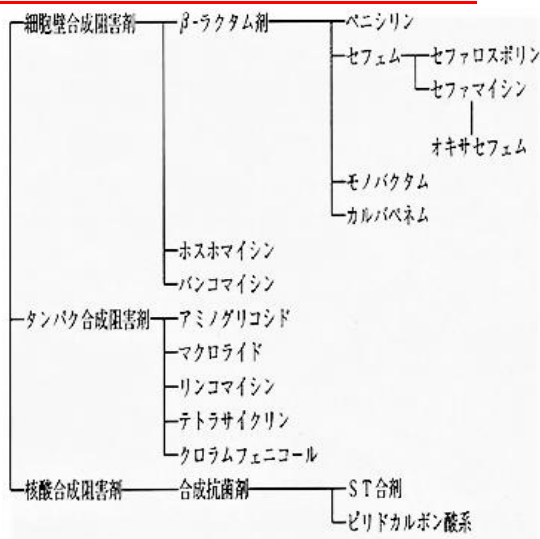 細胞壁合成阻害剤 β-ラクタム剤 ペニシリン
セフェム セファロスポリン
セファマイシン
オキサセフェム
モノバクタム
カルバペネム
ホスホマイシン
バンコマイシン
タンパク合成阻害剤 アミノグリコシド
マクロライド
リンコマイシン
テトラサイクリン
クロラムフェニコール
核酸合成阻害剤 合成抗菌剤 ST合剤
ピリドカルボン酸系